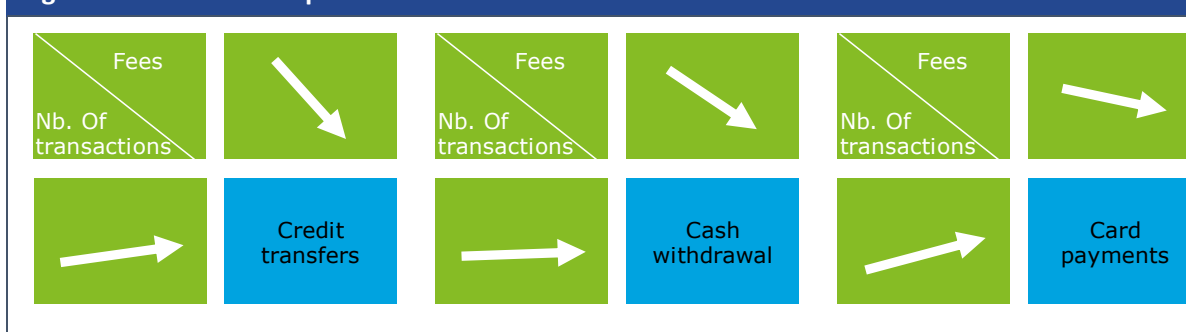 Fees
Nb. Of
transactions
Credit
transfers
Fees
Nb. Of
transactions
Cash
withdrawal
Fees
Nb. Of
transactions
Card
payments